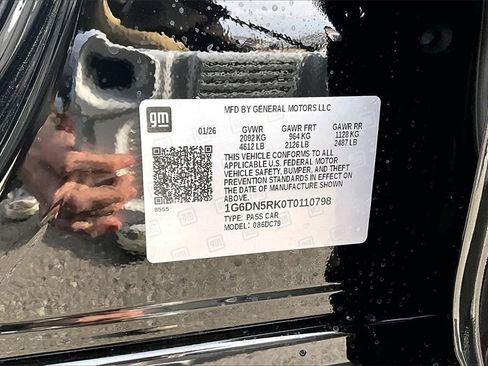 gm
MFD BY GENERAL MOTORS LLC
01/26 GVWR GAWR FRT GAWR RR
2092 KG 964 KG 1128 KG
4612 LB 2126 LB 2487 LB
THIS VEHICLE CONFORMS TO ALL
APPLICABLE U.S. FEDERAL MOTOR
VEHICLE SAFETY, BUMPER, AND THEFT
PREVENTION STANDARDS IN EFFECT ON
THE DATE OF MANUFACTURE SHOWN
ABOVE.
8555
1G6DN5RK0T0110798
TYPE: PASS CAR
MODEL: 086DC79